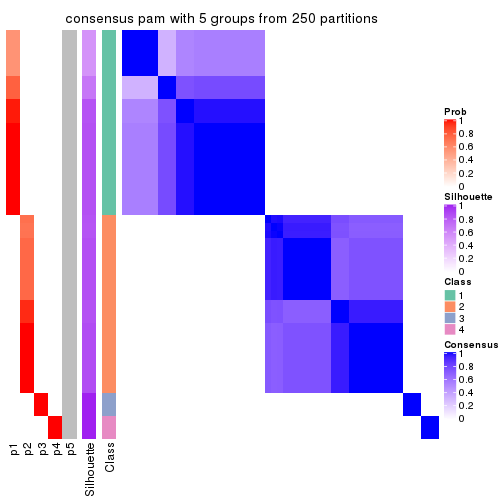 consensus pam with 5 groups from 250 partitions
Prob
1
0.8
0.6
0.4
0.2
0
Silhouette
1
0.8
0.6
0.4
0.2
0
Class
1
2
3
4
Consensus
1
0.8
0.6
0.4
0.2
0
p1
p2
p3
p4
p5
Silhouette
Class